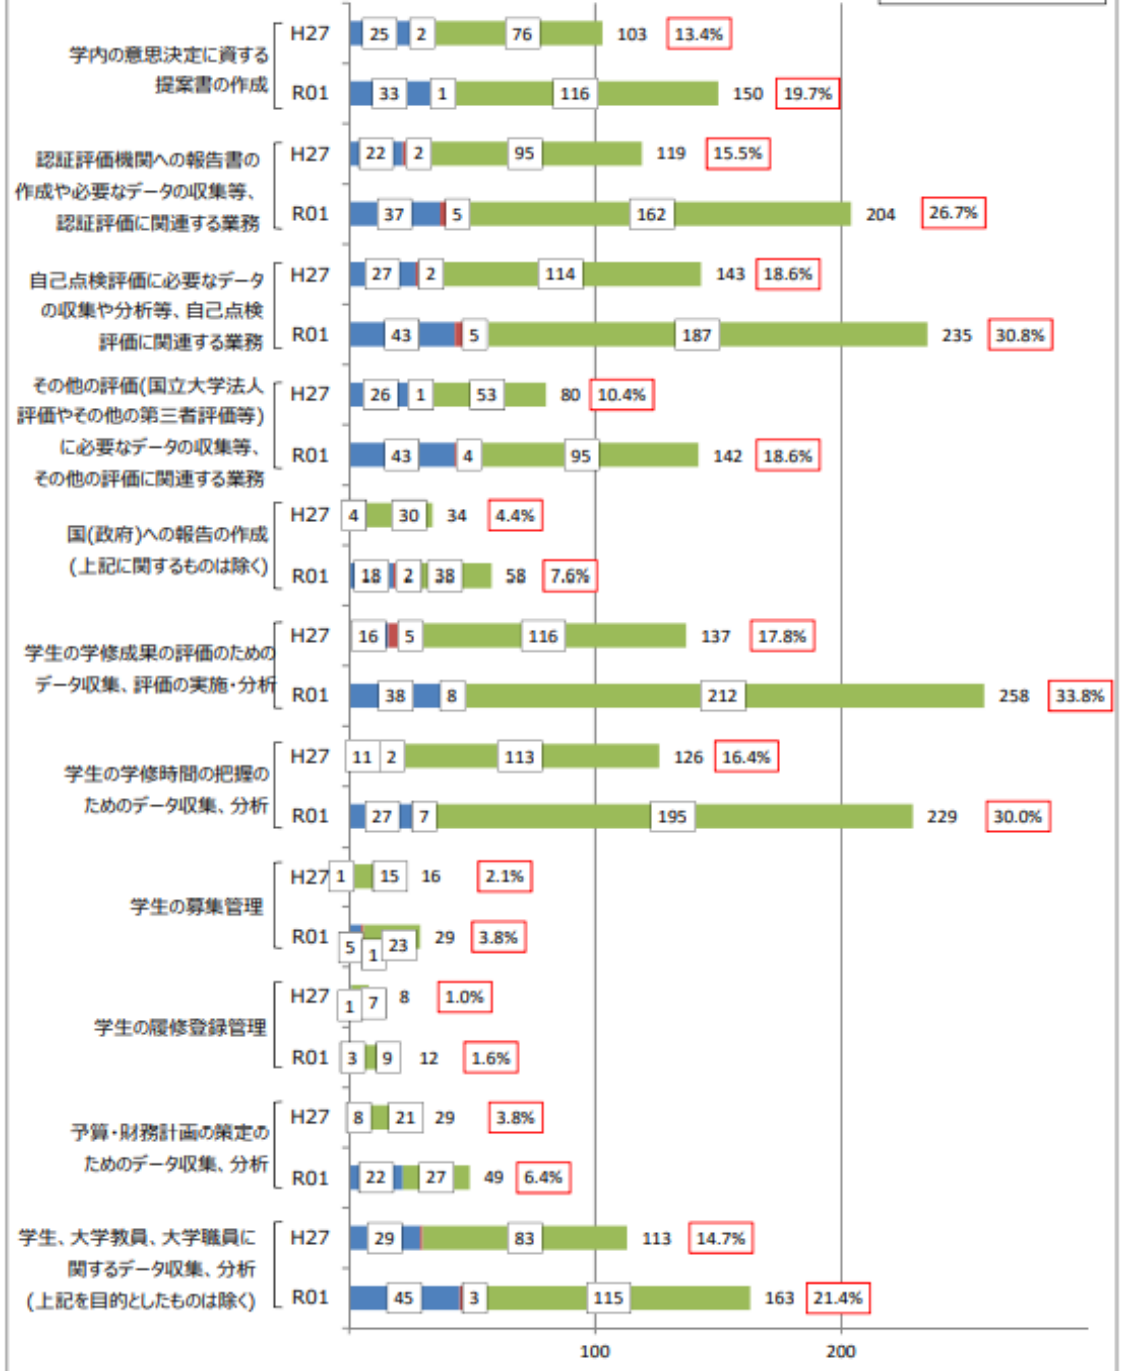 学内の意思決定に資する
提案書の作成
H27 25 2 76 103 13.4%
R01 33 1 116 150 19.7%
認証評価機関への報告書の
作成や必要なデータの収集等、
認証評価に関連する業務
H27 22 2 95 119 15.5%
R01 37 5 162 204 26.7%
自己点検評価に必要なデータ
の収集や分析等、自己点検
評価に関連する業務
H27 27 2 114 143 18.6%
R01 43 5 187 235 30.8%
その他の評価(国立大学法人
評価やその他の第三者評価等)
に必要なデータの収集等、
その他の評価に関連する業務
H27 26 1 53 80 10.4%
R01 43 4 95 142 18.6%
国(政府)への報告の作成
(上記に関するものは除く)
H27 4 30 34 4.4%
R01 18 2 38 58 7.6%
学生の学修成果の評価のための
データ収集、評価の実施・分析
H27 16 5 116 137 17.8%
R01 38 8 212 258 33.8%
学生の学修時間の把握の
ためのデータ収集、分析
H27 11 2 113 126 16.4%
R01 27 7 195 229 30.0%
学生の募集管理
H27 1 15 16 2.1%
R01 5 1 23 29 3.8%
学生の履修登録管理
H27 1 7 8 1.0%
R01 3 9 12 1.6%
予算・財務計画の策定の
ためのデータ収集、分析
H27 8 21 29 3.8%
R01 22 27 49 6.4%
学生、大学教員、大学職員に
関するデータ収集、分析
(上記を目的としたものは除く)
H27 29 83 113 14.7%
R01 45 3 115 163 21.4%
100 200